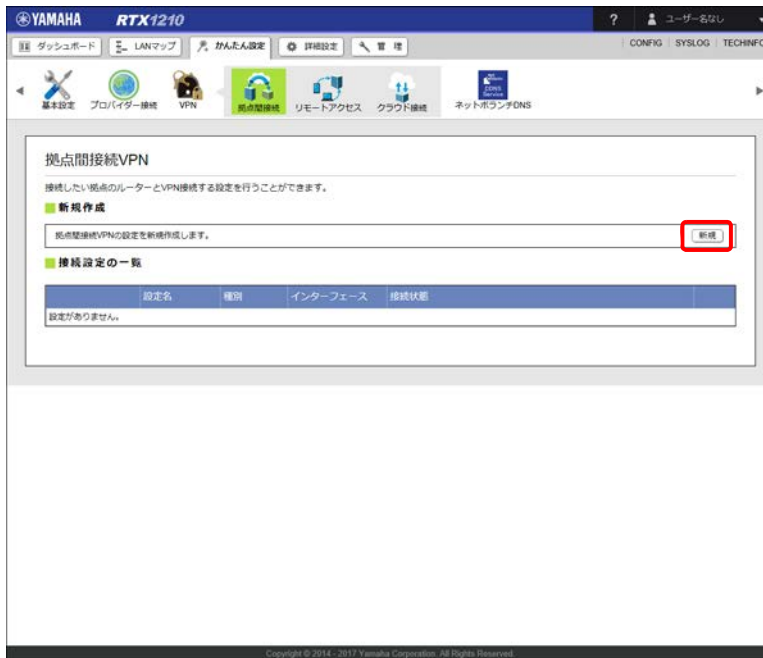 YAMAHA RTX1210 ? ユーザー名なし
ダッシュボード LANマップ かんたん設定 詳細設定 管 理 CONFIG SYSLOG TECHINFO
基本設定 プロバイダー接続 VPN 拠点間接続 リモートアクセス クラウド接続 ネットボランチDNS
拠点間接続VPN
接続したい拠点のルーターとVPN接続する設定を行うことができます。
新規作成
拠点間接続VPNの設定を新規作成します。 新規
接続設定の一覧
設定名 種別 インターフェース 接続状態
設定がありません。
Copyright © 2014 - 2017 Yamaha Corporation. All Rights Reserved.